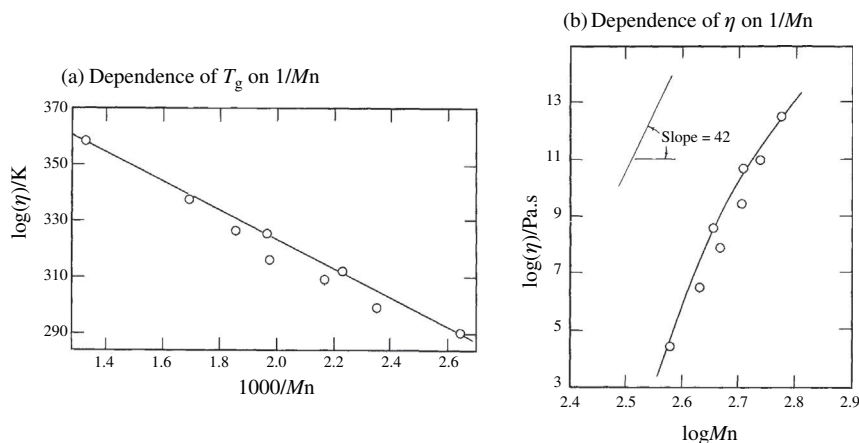 (a) Dependence of Tg on 1/Mn
370
350
330
310
290
log(η)/K
1.4 1.6 1.8 2.0 2.2 2.4 2.6
1000/Mn
(b) Dependence of η on 1/Mn
13
11
9
7
5
3
log(η)/Pa.s
Slope = 42
2.4 2.5 2.6 2.7 2.8 2.9
logMn